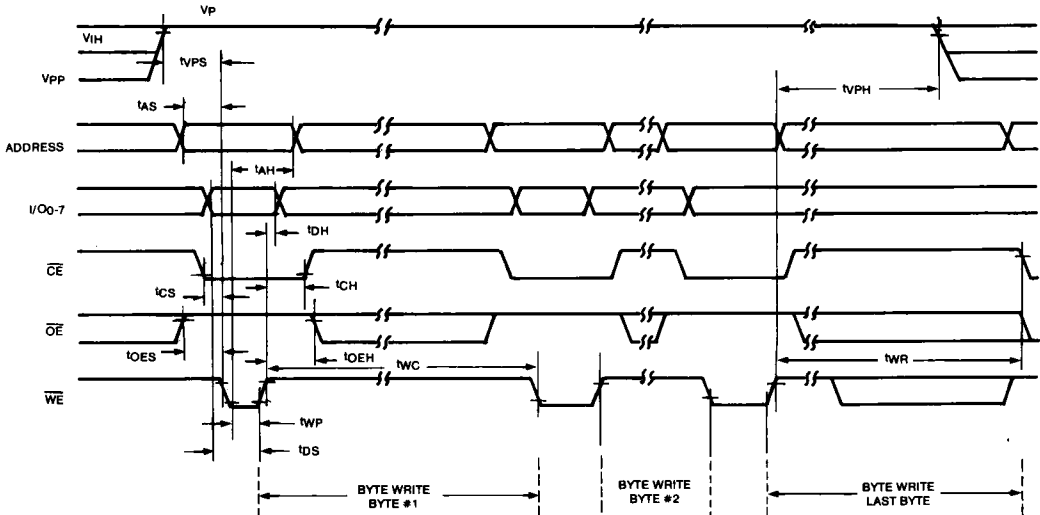 VP
VIH
tVPS
VPP
tVPH
tAS
ADDRESS
tAH
I/O0-7
tDH
CE
tCS
tCH
OE
tOES
tOEH
tWC
tWR
WE
tWP
tDS
BYTE WRITE
BYTE #1
BYTE WRITE
BYTE #2
BYTE WRITE
LAST BYTE